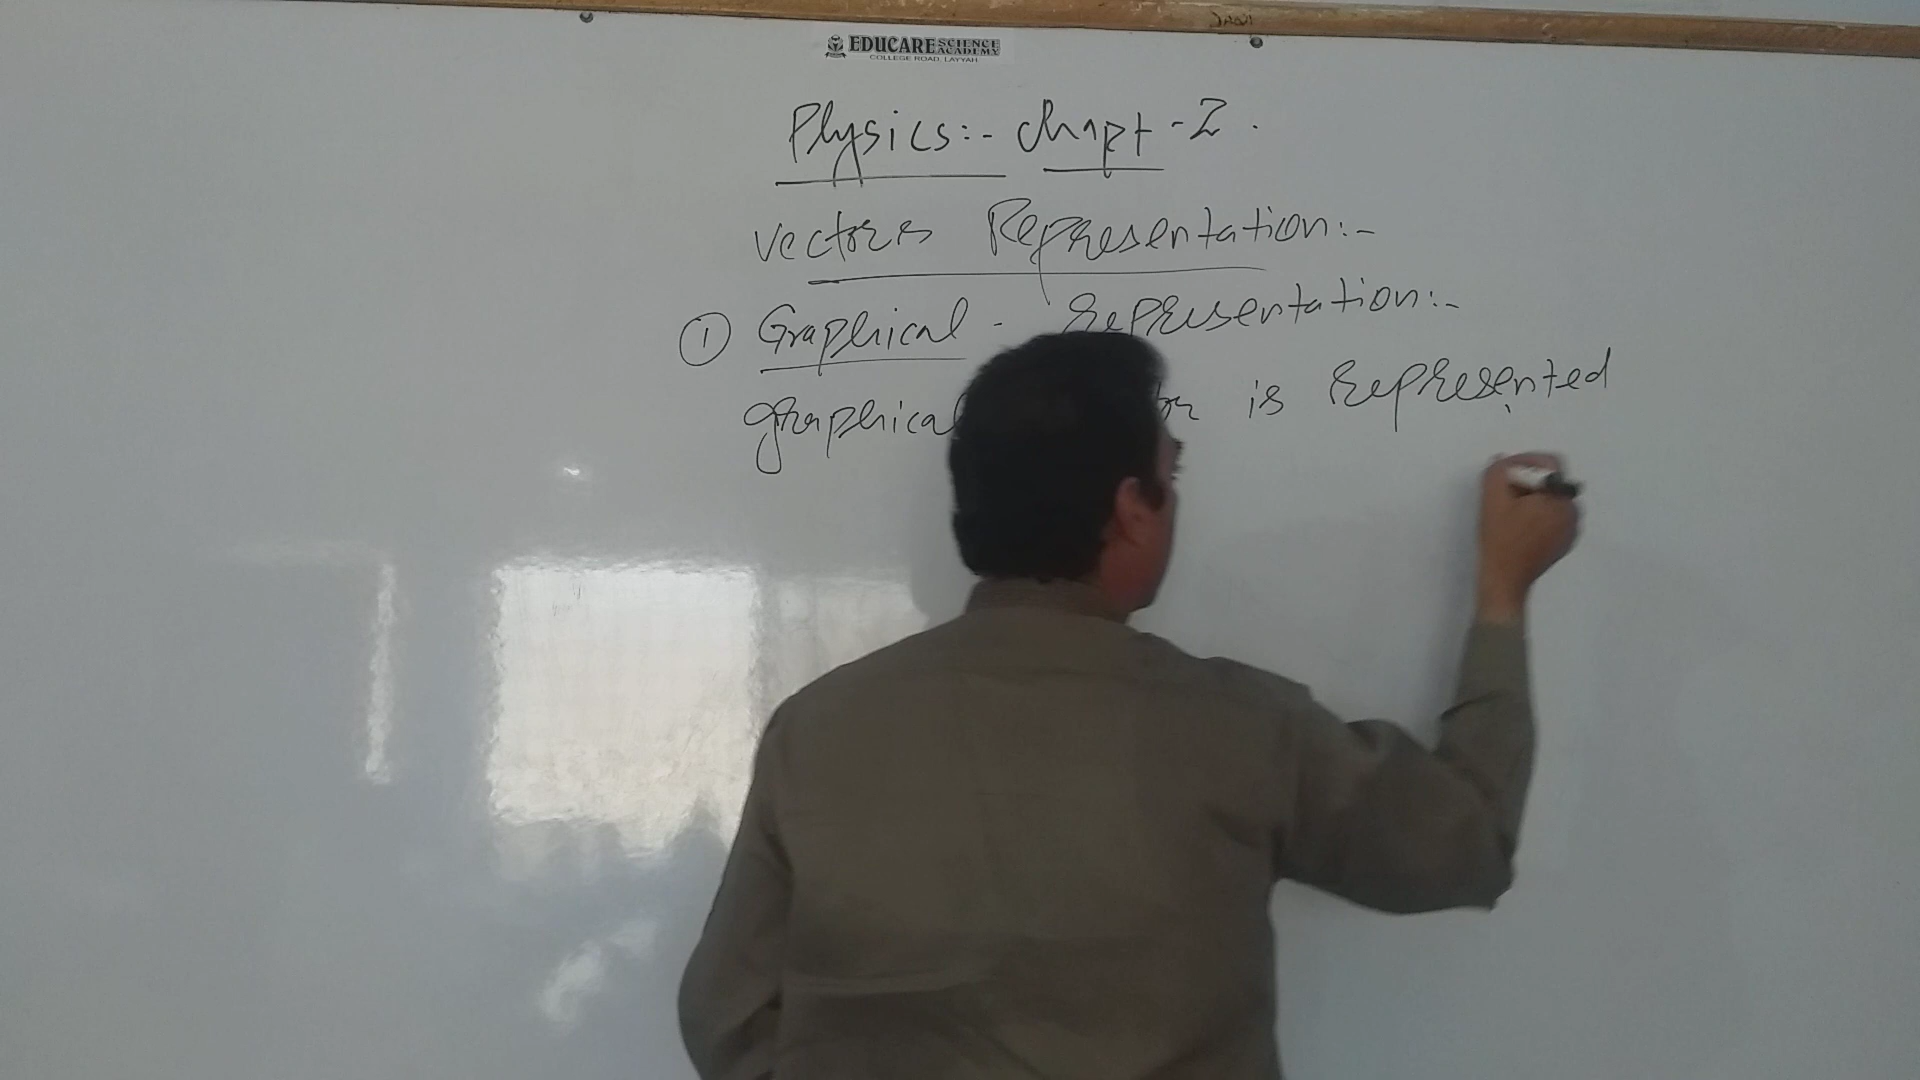 EDUCARE SCIENCE ACADEMY
COLLEGE ROAD, LAYYAH
Physics:- Chapt-2.
Vectors Representation:-
① Graphical - Representation:-
graphical is represented